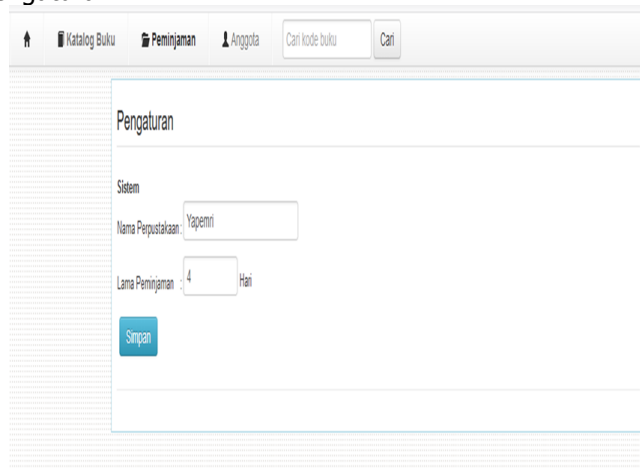 Katalog Buku Peminjaman Anggota Cari kode buku Cari
Pengaturan
Sistem
Nama Perpustakaan: Yapemri
Lama Peminjaman : 4 Hari
Simpan